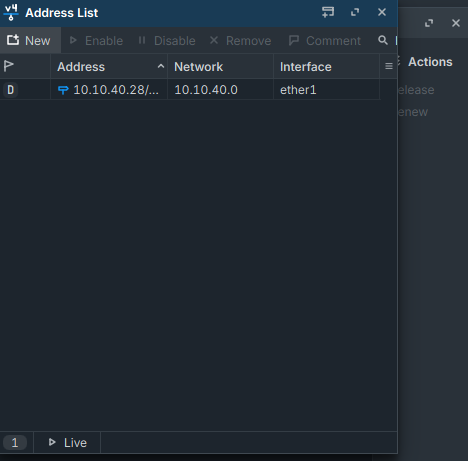 v4 Address List
New Enable Disable Remove Comment
Actions
Address Network Interface
D 10.10.40.28/... 10.10.40.0 ether1
elease
enew
1 Live